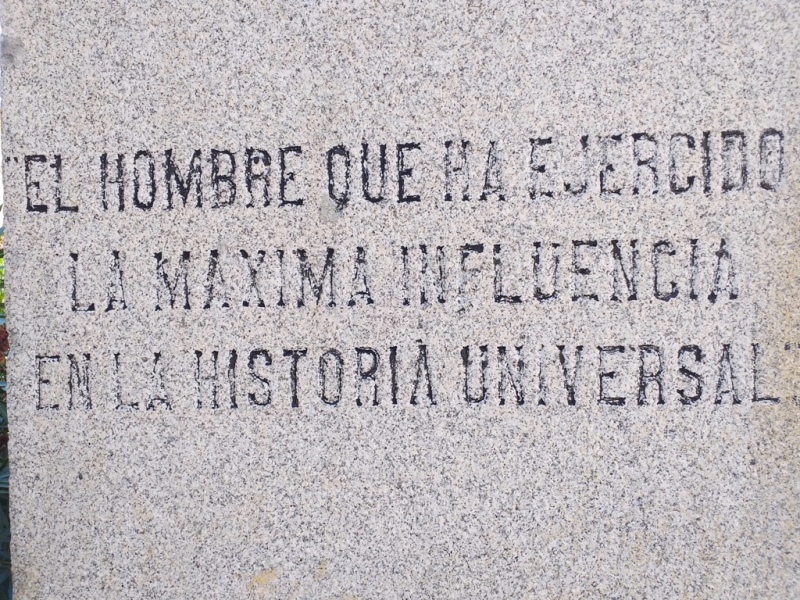 "EL HOMBRE QUE HA EJERCIDO
LA MAXIMA INFLUENCIA
EN LA HISTORIA UNIVERSAL"